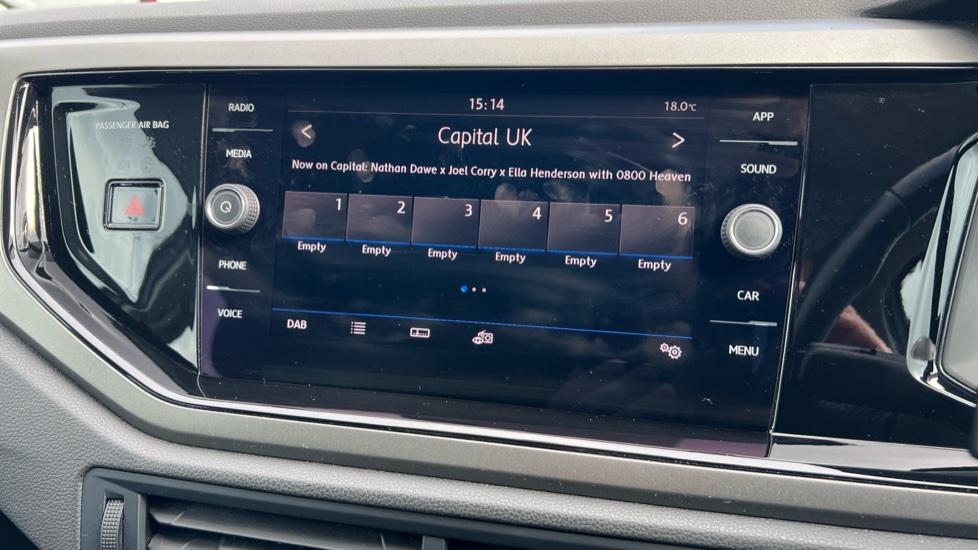 15:14
18.0°C
RADIO
MEDIA
PHONE
VOICE
PASSENGER AIR BAG
Capital UK
Now on Capital: Nathan Dawe x Joel Corry x Ella Henderson with 0800 Heaven
1 2 3 4 5 6
Empty Empty Empty Empty Empty Empty
DAB
APP
SOUND
CAR
MENU